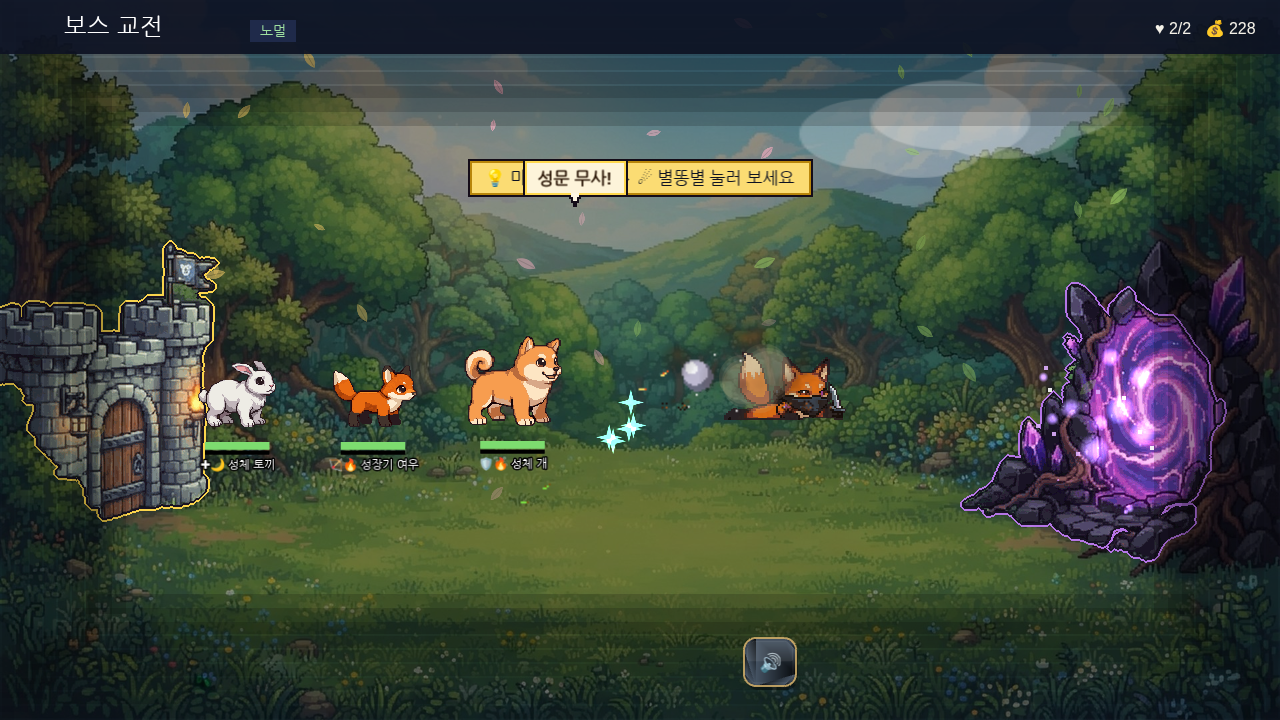 보스 교전
노멀
♥ 2/2
💰 228
성문 무사!
☄ 별똥별 눌러 보세요
🌙 성체 토끼
🔥 성장기 여우
🛡️🔥 성체 개